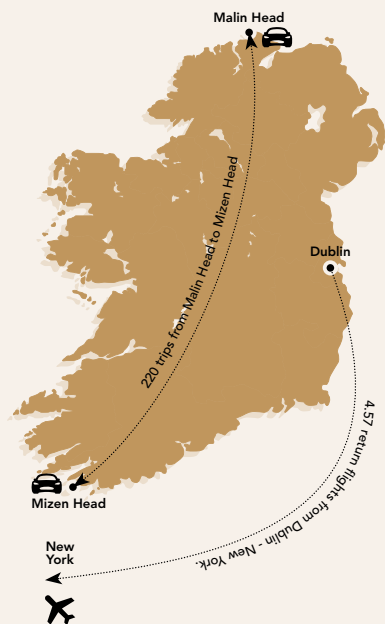 Malin Head
220 trips from Malin Head to Mizen Head
Dublin
4.57 return flights from Dublin - New York.
Mizen Head
New
York